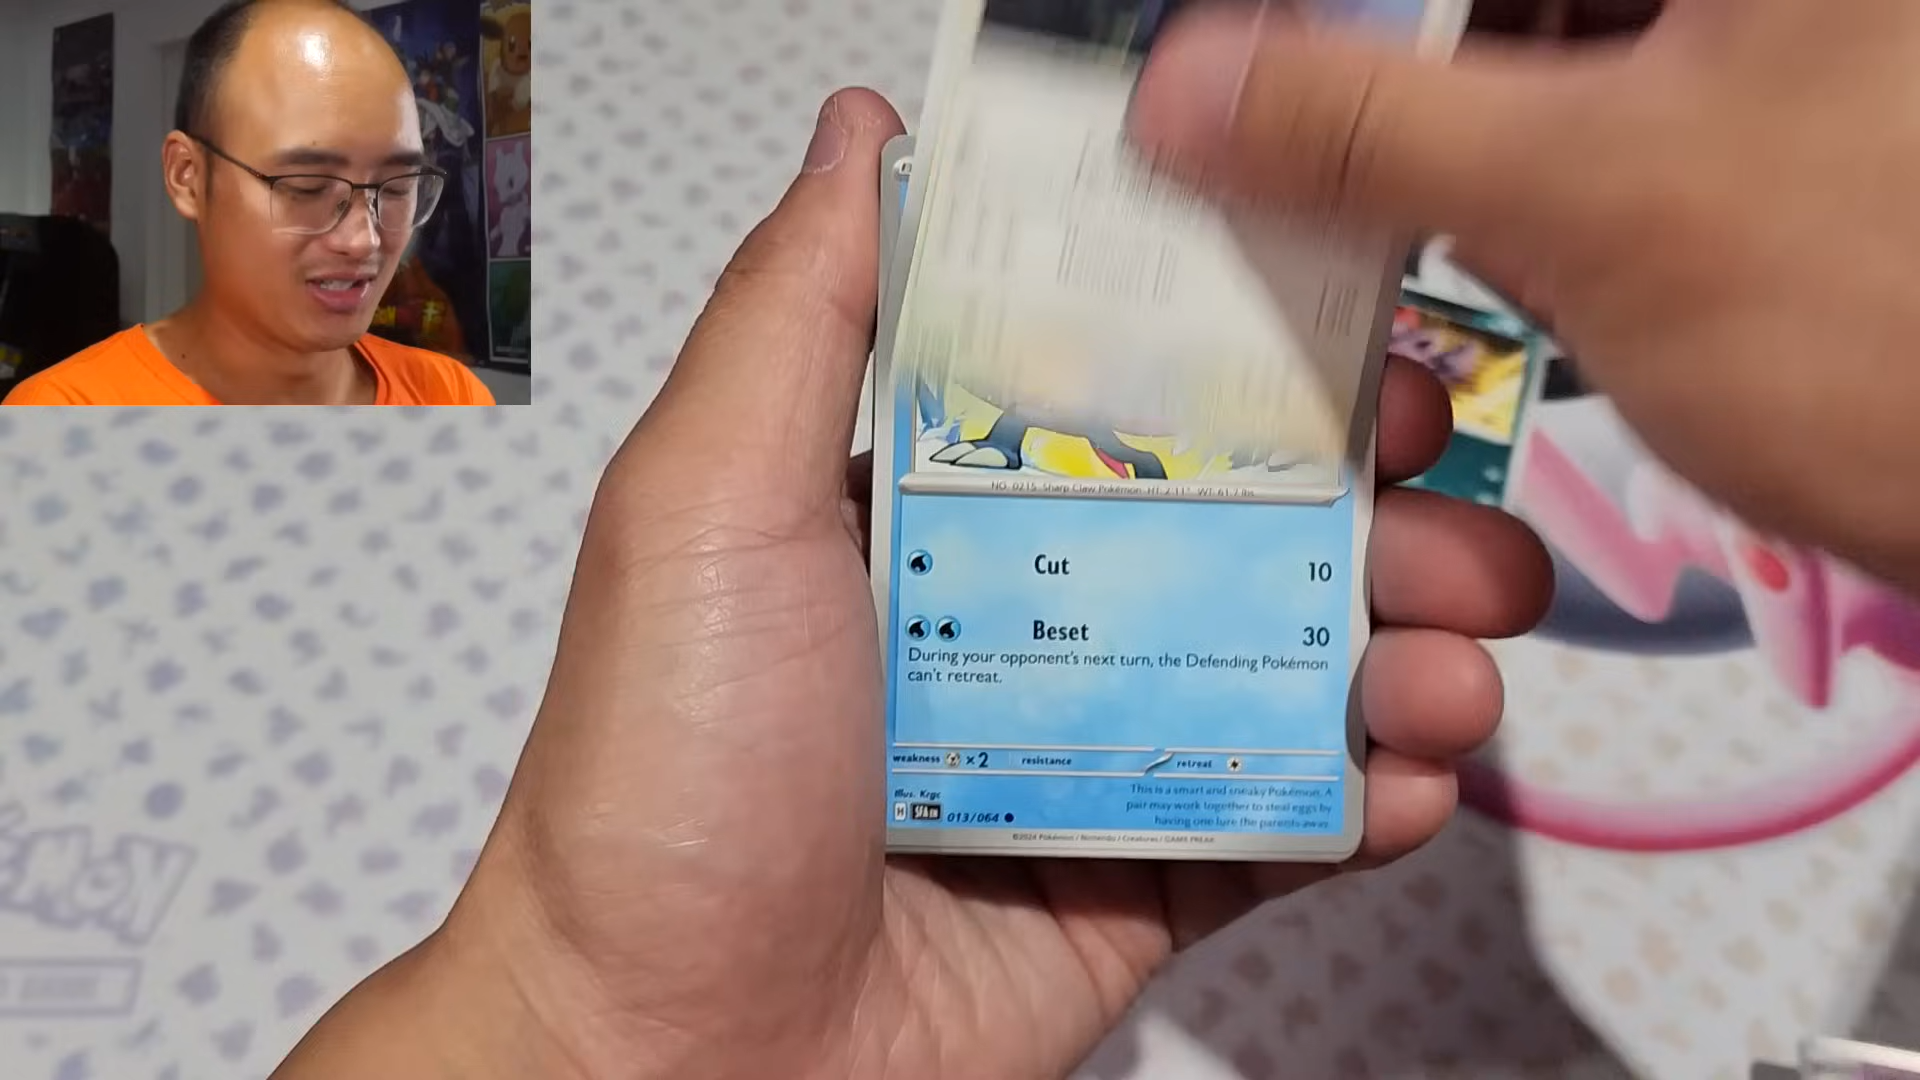 NO. 0215 Sharp Claw Pokémon HT: 2'11" WT: 61.7 lbs.
Cut 10
Beset 30
During your opponent's next turn, the Defending Pokémon
can't retreat.
weakness ×2 resistance retreat
Illus. Krgc
H SFA EN 013/064
This is a smart and sneaky Pokémon. A
pair may work together to steal eggs by
having one lure the parents away.
©2024 Pokémon / Nintendo / Creatures / GAME FREAK